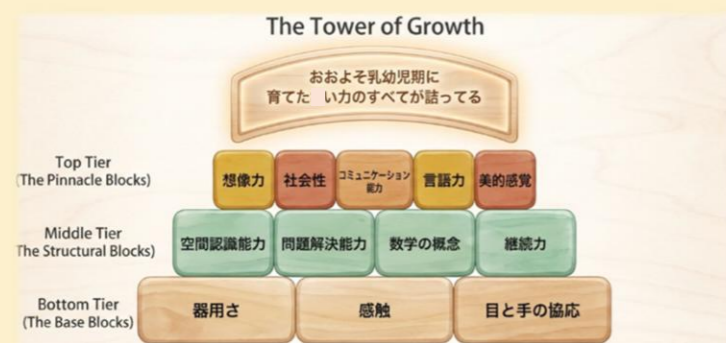 The Tower of Growth
おおよそ乳幼児期に
育てたい力のすべてが詰ってる
Top Tier
(The Pinnacle Blocks)
想像力
社会性
コミュニケーション
能力
言語力
美的感覚
Middle Tier
The Structural Blocks)
空間認識能力
問題解決能力
数学の概念
継続力
Bottom Tier
(The Base Blocks)
器用さ
感触
目と手の協応